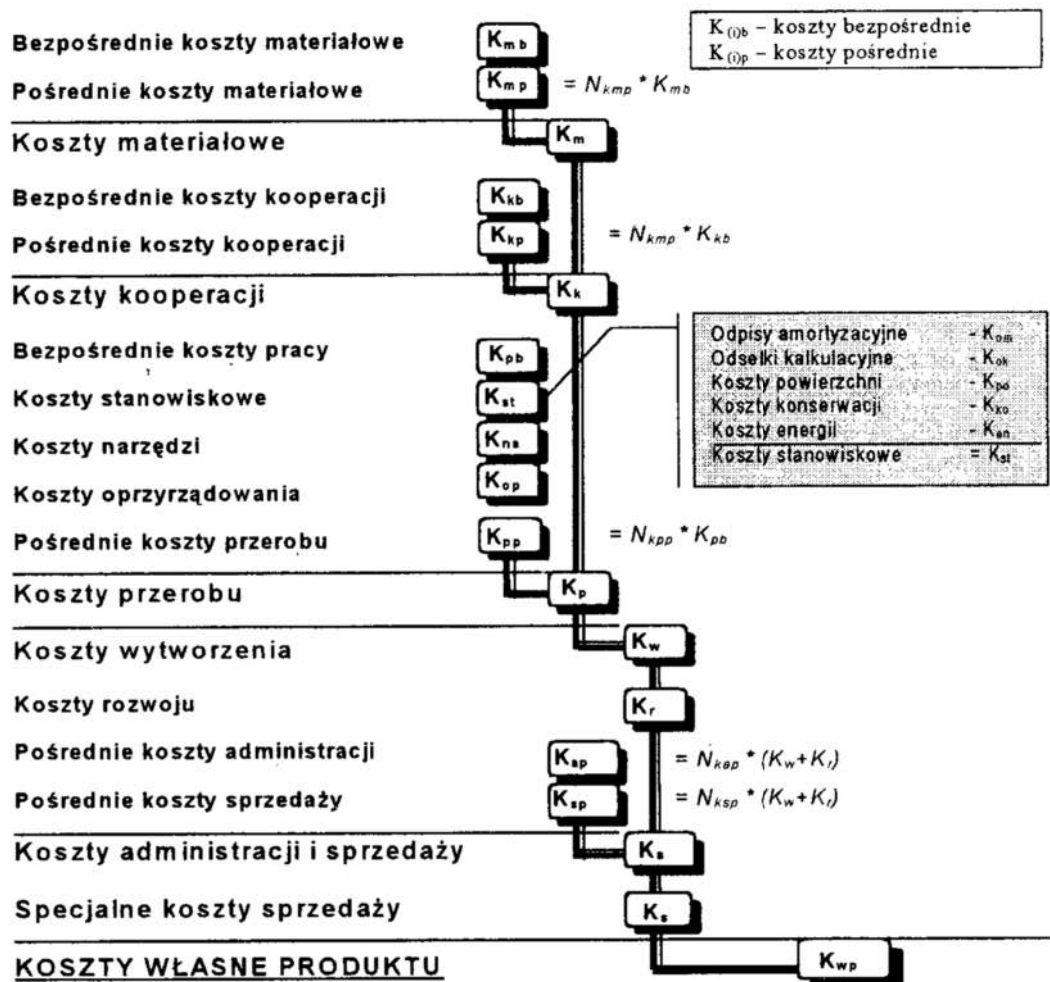 K(i)b – koszty bezpośrednie
K(i)p – koszty pośrednie
Bezpośrednie koszty materiałowe Kmb
Pośrednie koszty materiałowe Kmp = Nkmp * Kmb
Koszty materiałowe Km
Bezpośrednie koszty kooperacji Kkb
Pośrednie koszty kooperacji Kkp = Nkmp * Kkb
Koszty kooperacji Kk
Odpisy amortyzacyjne - Kom
Odselki kalkulacyjne - Kok
Koszty powierzchni - Kpo
Koszty konserwacji - Kko
Koszty energii - Ken
Koszty stanowiskowe = Kst
Bezpośrednie koszty pracy Kpb
Koszty stanowiskowe Kst
Koszty narzędzi Kna
Koszty oprzyrządowania Kop
Pośrednie koszty przerobu Kpp = Nkpp * Kpb
Koszty przerobu Kp
Koszty wytworzenia Kw
Koszty rozwoju Kr
Pośrednie koszty administracji Kap = Nkap * (Kw+Kr)
Pośrednie koszty sprzedaży Ksp = Nksp * (Kw+Kr)
Koszty administracji i sprzedaży Ks
Specjalne koszty sprzedaży Ks
KOSZTY WŁASNE PRODUKTU Kwp